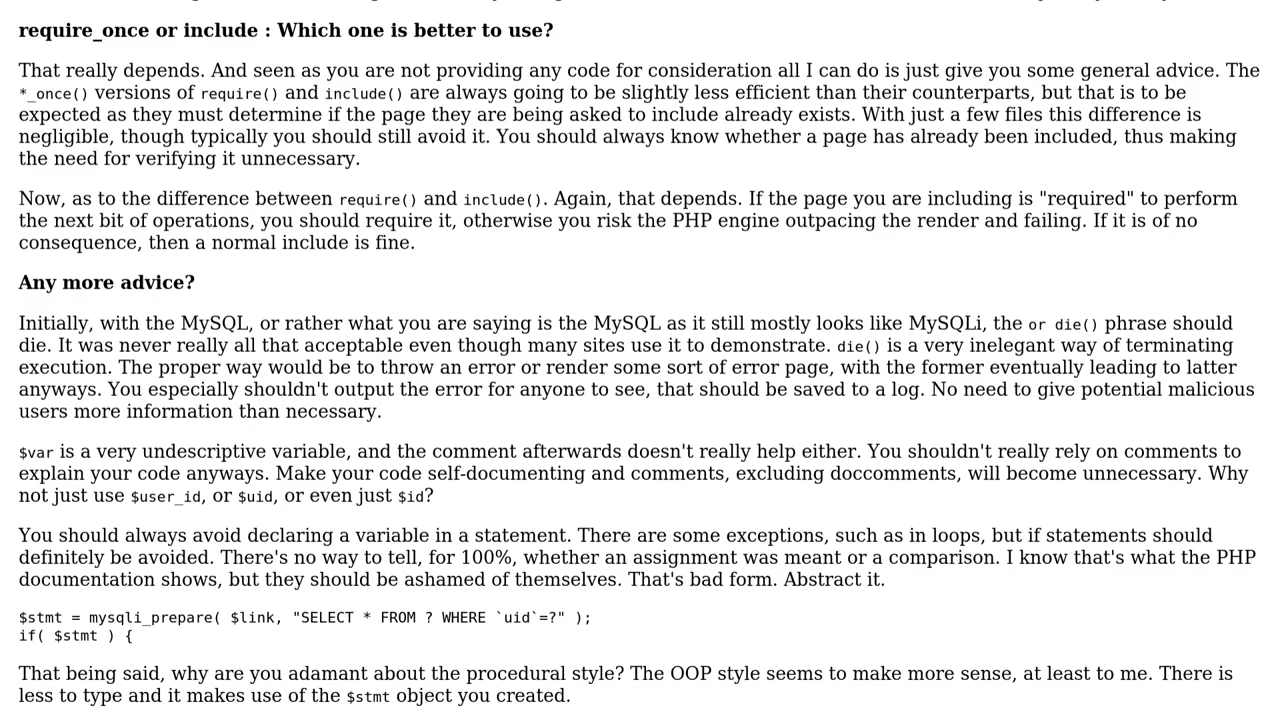 require_once or include : Which one is better to use?
That really depends. And seen as you are not providing any code for consideration all I can do is just give you some general advice. The
*_once() versions of require() and include() are always going to be slightly less efficient than their counterparts, but that is to be
expected as they must determine if the page they are being asked to include already exists. With just a few files this difference is
negligible, though typically you should still avoid it. You should always know whether a page has already been included, thus making
the need for verifying it unnecessary.
Now, as to the difference between require() and include(). Again, that depends. If the page you are including is "required" to perform
the next bit of operations, you should require it, otherwise you risk the PHP engine outpacing the render and failing. If it is of no
consequence, then a normal include is fine.
Any more advice?
Initially, with the MySQL, or rather what you are saying is the MySQL as it still mostly looks like MySQLi, the or die() phrase should
die. It was never really all that acceptable even though many sites use it to demonstrate. die() is a very inelegant way of terminating
execution. The proper way would be to throw an error or render some sort of error page, with the former eventually leading to latter
anyways. You especially shouldn't output the error for anyone to see, that should be saved to a log. No need to give potential malicious
users more information than necessary.
$var is a very undescriptive variable, and the comment afterwards doesn't really help either. You shouldn't really rely on comments to
explain your code anyways. Make your code self-documenting and comments, excluding doccomments, will become unnecessary. Why
not just use $user_id, or $uid, or even just $id?
You should always avoid declaring a variable in a statement. There are some exceptions, such as in loops, but if statements should
definitely be avoided. There's no way to tell, for 100%, whether an assignment was meant or a comparison. I know that's what the PHP
documentation shows, but they should be ashamed of themselves. That's bad form. Abstract it.
$stmt = mysqli_prepare( $link, "SELECT * FROM ? WHERE `uid`=?" );
if( $stmt ) {
That being said, why are you adamant about the procedural style? The OOP style seems to make more sense, at least to me. There is
less to type and it makes use of the $stmt object you created.